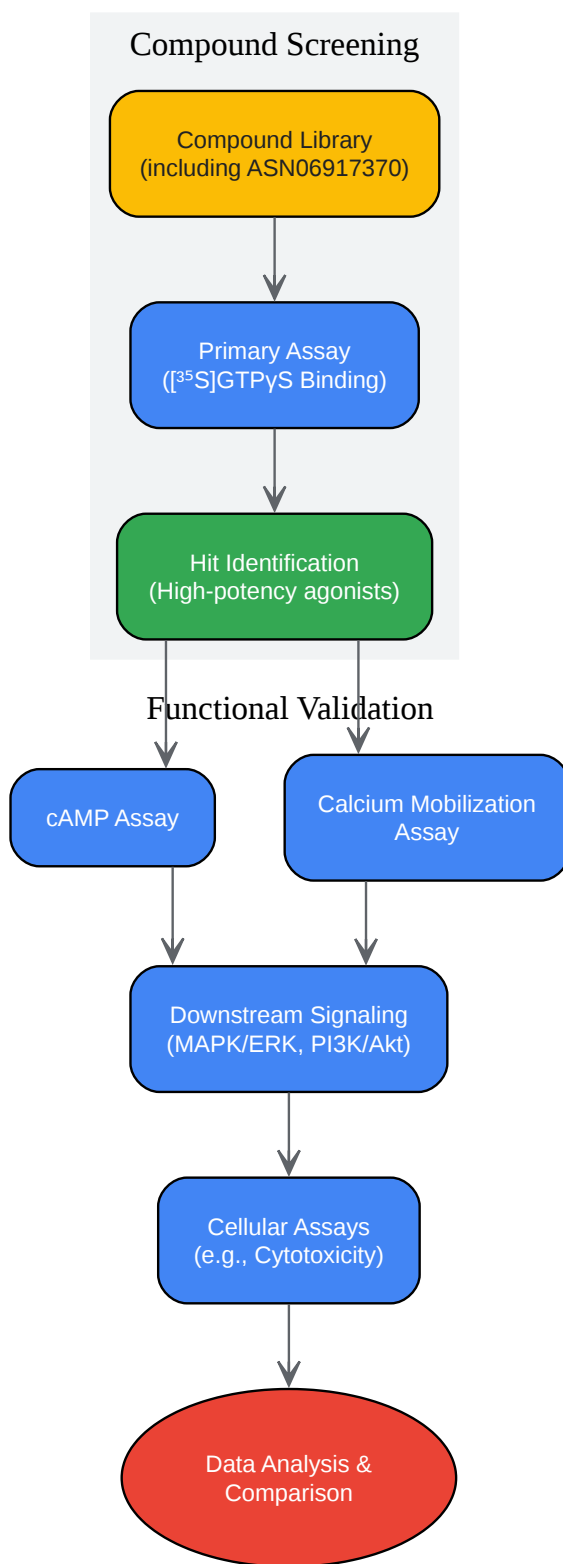 Compound Screening
Compound Library
(including ASN06917370)
Primary Assay
([³⁵S]GTPγS Binding)
Hit Identification
(High-potency agonists)
Functional Validation
cAMP Assay
Calcium Mobilization
Assay
Downstream Signaling
(MAPK/ERK, PI3K/Akt)
Cellular Assays
(e.g., Cytotoxicity)
Data Analysis &
Comparison